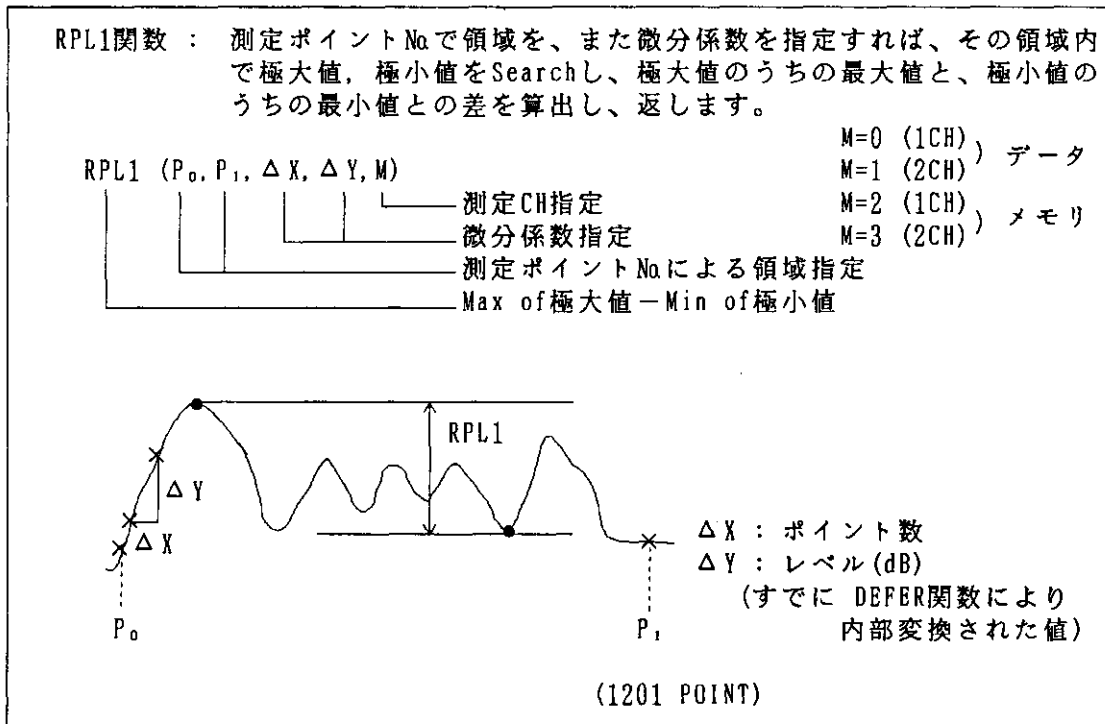 RPL1関数 : 測定ポイント№で領域を、また微分係数を指定すれば、その領域内
で極大値, 極小値をSearchし、極大値のうちの最大値と、極小値の
うちの最小値との差を算出し、返します。
M=0 (1CH)
M=1 (2CH)
) データ
M=2 (1CH)
M=3 (2CH)
) メモリ
RPL1 (P₀, P₁, ΔX, ΔY, M)
測定CH指定
微分係数指定
測定ポイント№による領域指定
Max of極大値－Min of極小値
RPL1
ΔY
ΔX
P₀
P₁
ΔX : ポイント数
ΔY : レベル(dB)
(すでに DEFER関数により
内部変換された値)
(1201 POINT)